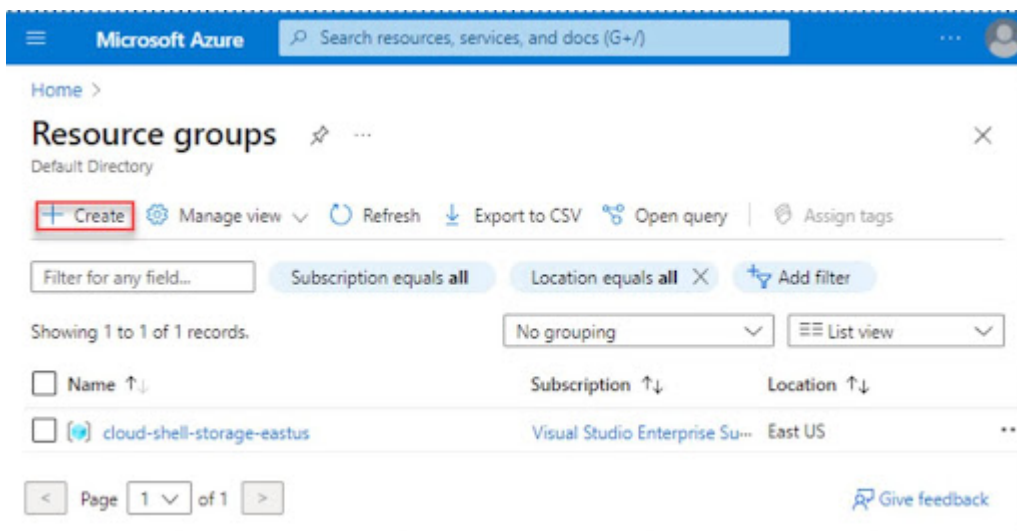 Microsoft Azure Search resources, services, and docs (G+/)
Home >
Resource groups
Default Directory
+ Create Manage view Refresh Export to CSV Open query Assign tags
Filter for any field... Subscription equals all Location equals all Add filter
Showing 1 to 1 of 1 records. No grouping List view
Name Subscription Location
cloud-shell-storage-eastus Visual Studio Enterprise Su... East US
< Page 1 of 1 > Give feedback